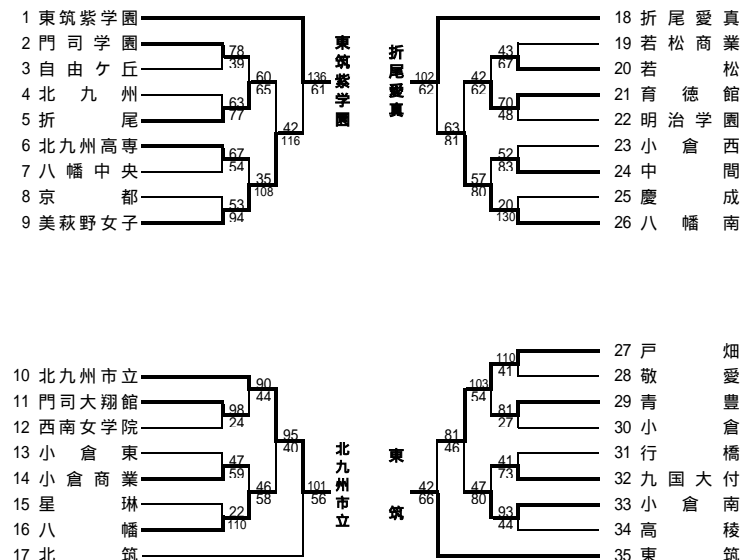 1 東筑紫学園
2 門司学園
3 自由ケ丘
4 北九州
5 折尾
6 北九州高専
7 八幡中央
8 京都
9 美萩野女子
78
39
63
77
67
54
53
94
60
65
35
108
42
116
136
61
東筑紫学園
折尾愛真
102
62
63
81
42
62
57
80
43
67
70
48
52
83
20
130
18 折尾愛真
19 若松商業
20 若松
21 育徳館
22 明治学園
23 小倉西
24 中間
25 慶成
26 八幡南
10 北九州市立
11 門司大翔館
12 西南女学院
13 小倉東
14 小倉商業
15 星琳
16 八幡
17 北筑
98
24
47
59
22
110
90
44
46
58
95
40
101
56
北九州市立
東筑
42
66
81
46
103
54
47
80
110
41
81
27
41
73
93
44
27 戸畑
28 敬愛
29 青豊
30 小倉
31 行橋
32 九国大付
33 小倉南
34 高稜
35 東筑